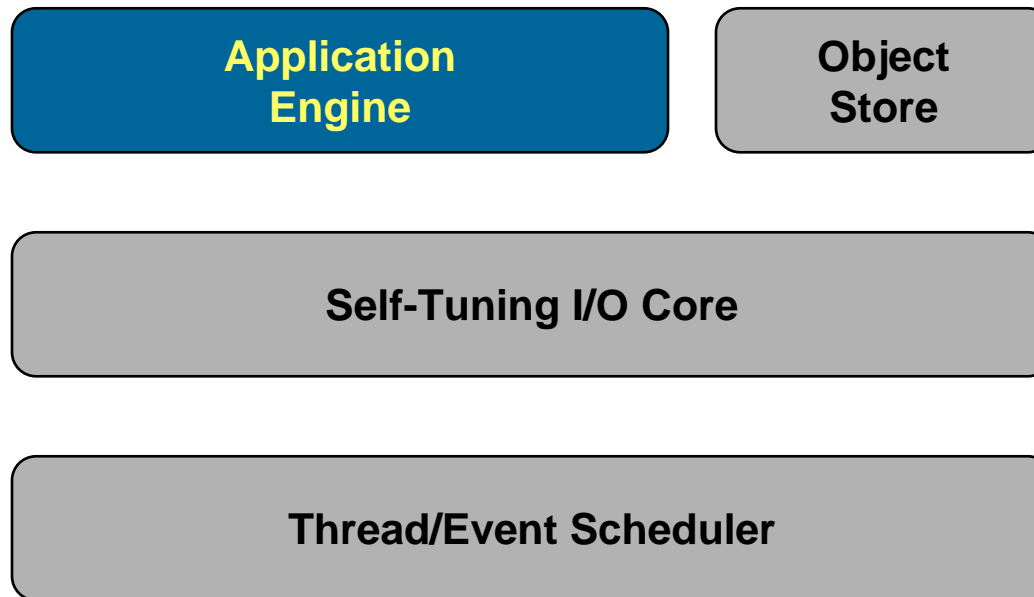 Application
Engine
Object
Store
Self-Tuning I/O Core
Thread/Event Scheduler